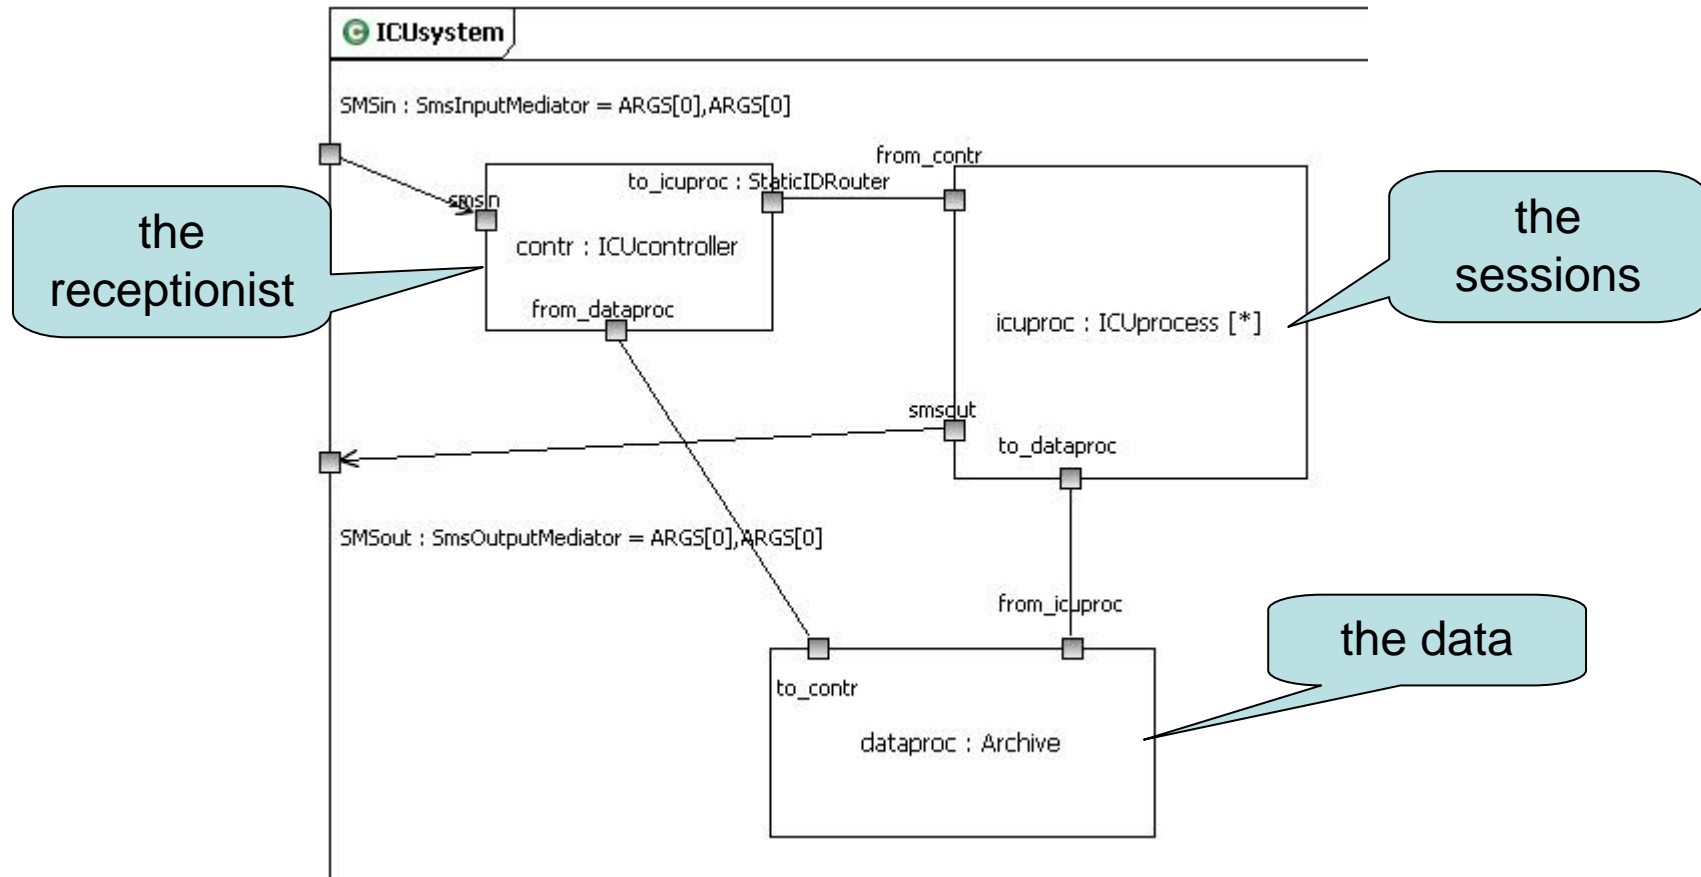 ICUsystem
SMSin : SmsInputMediator = ARGS[0],ARGS[0]
from_contr
to_icuproc : StaticIDRouter
smsin
the
receptionist
the
sessions
contr : ICUcontroller
from_dataproc
icuproc : ICUprocess [*]
smsout
to_dataproc
SMSout : SmsOutputMediator = ARGS[0],ARGS[0]
from_icuproc
the data
to_contr
dataproc : Archive